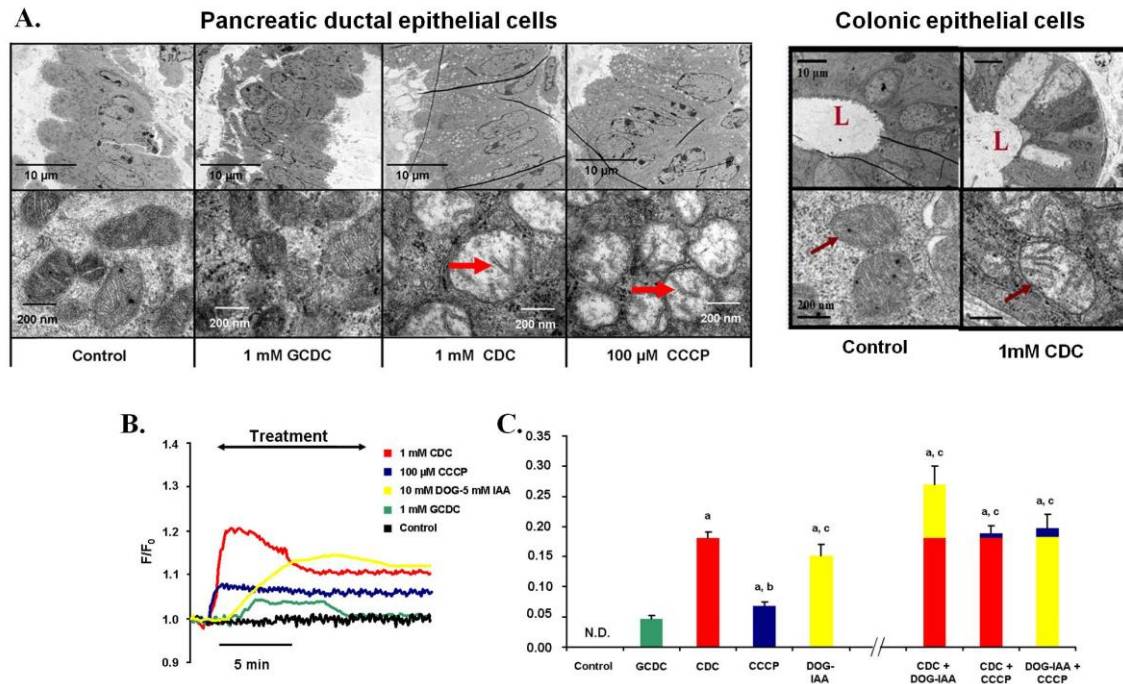 A.
Pancreatic ductal epithelial cells
Colonic epithelial cells
10 µm
10 µm
10 µm
10 µm
10 µm
L
L
200 nm
200 nm
200 nm
200 nm
200 nm
Control
1 mM GCDC
1 mM CDC
100 µM CCCP
Control
1mM CDC
B.
Treatment
1 mM CDC
100 µM CCCP
10 mM DOG-5 mM IAA
1 mM GCDC
Control
F/F0
1.4
1.3
1.2
1.1
1.0
0.9
5 min
C.
0.35
0.30
0.25
0.20
0.15
0.10
0.05
0.00
N.D.
a
a, b
a, c
a, c
a, c
a, c
Control
GCDC
CDC
CCCP
DOG-
IAA
CDC +
DOG-IAA
CDC +
CCCP
DOG-IAA +
CCCP